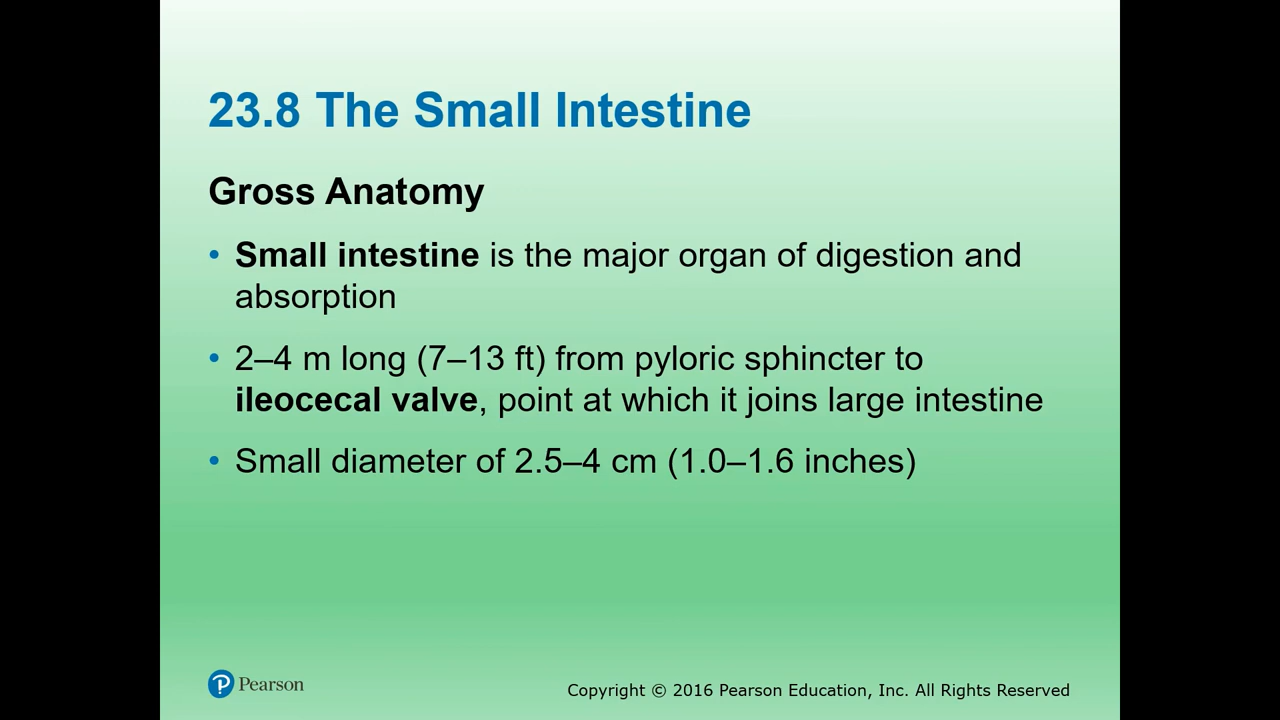 23.8 The Small Intestine
Gross Anatomy
• Small intestine is the major organ of digestion and
absorption
• 2–4 m long (7–13 ft) from pyloric sphincter to
ileocecal valve, point at which it joins large intestine
• Small diameter of 2.5–4 cm (1.0–1.6 inches)
Pearson
Copyright © 2016 Pearson Education, Inc. All Rights Reserved